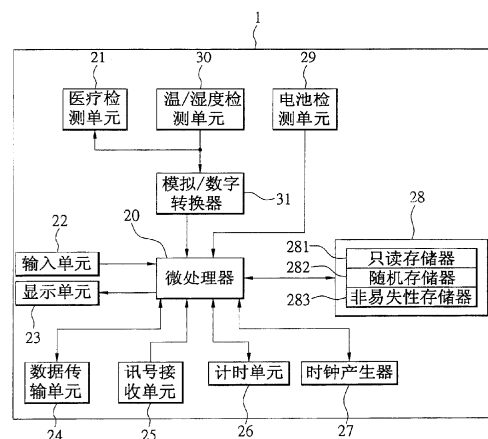 1
21
30
29
医疗检 温/湿度检 电池检
测单元 测单元 测单元
模拟/数字
转换器
31
28
22
20
281
只读存储器
282
随机存储器
283
非易失性存储器
输入单元
微处理器
显示单元
23
数据传 讯号接 计时单元 时钟产生器
输单元 收单元
24
25
26
27